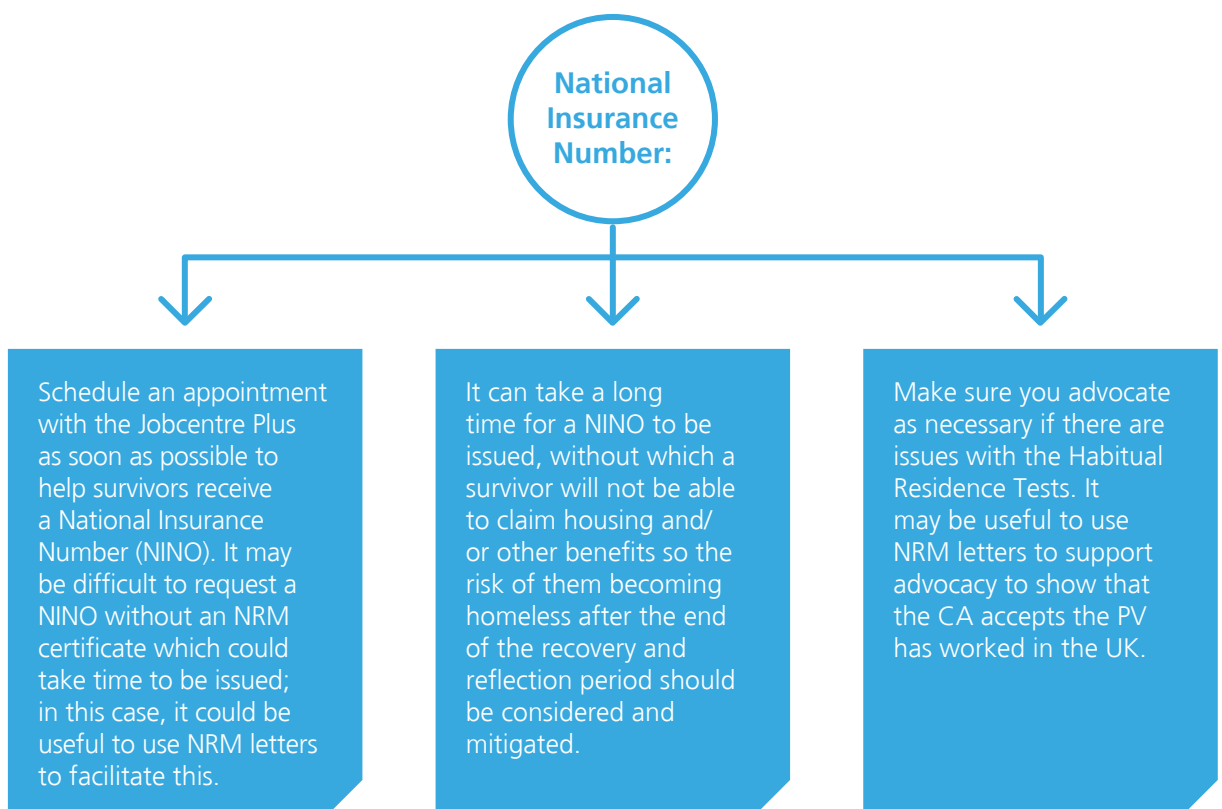 National
Insurance
Number:
Schedule an appointment
with the Jobcentre Plus
as soon as possible to
help survivors receive
a National Insurance
Number (NINO). It may
be difficult to request a
NINO without an NRM
certificate which could
take time to be issued;
in this case, it could be
useful to use NRM letters
to facilitate this.
It can take a long
time for a NINO to be
issued, without which a
survivor will not be able
to claim housing and/
or other benefits so the
risk of them becoming
homeless after the end
of the recovery and
reflection period should
be considered and
mitigated.
Make sure you advocate
as necessary if there are
issues with the Habitual
Residence Tests. It
may be useful to use
NRM letters to support
advocacy to show that
the CA accepts the PV
has worked in the UK.